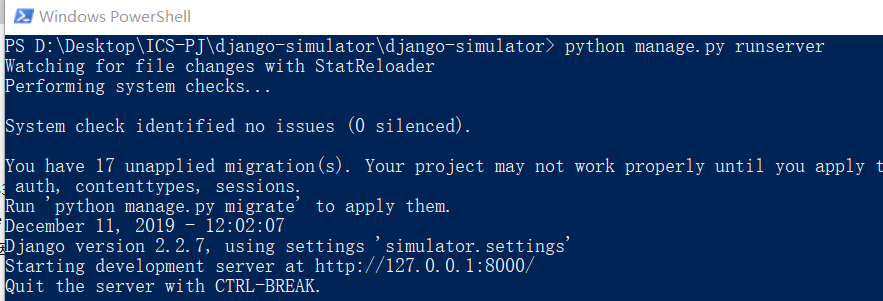 Windows PowerShell
PS D:\Desktop\ICS-PJ\django-simulator\django-simulator> python manage.py runserver
Watching for file changes with StatReloader
Performing system checks...
System check identified no issues (0 silenced).
You have 17 unapplied migration(s). Your project may not work properly until you apply t
auth, contenttypes, sessions.
Run 'python manage.py migrate' to apply them.
December 11, 2019 - 12:02:07
Django version 2.2.7, using settings 'simulator.settings'
Starting development server at http://127.0.0.1:8000/
Quit the server with CTRL-BREAK.